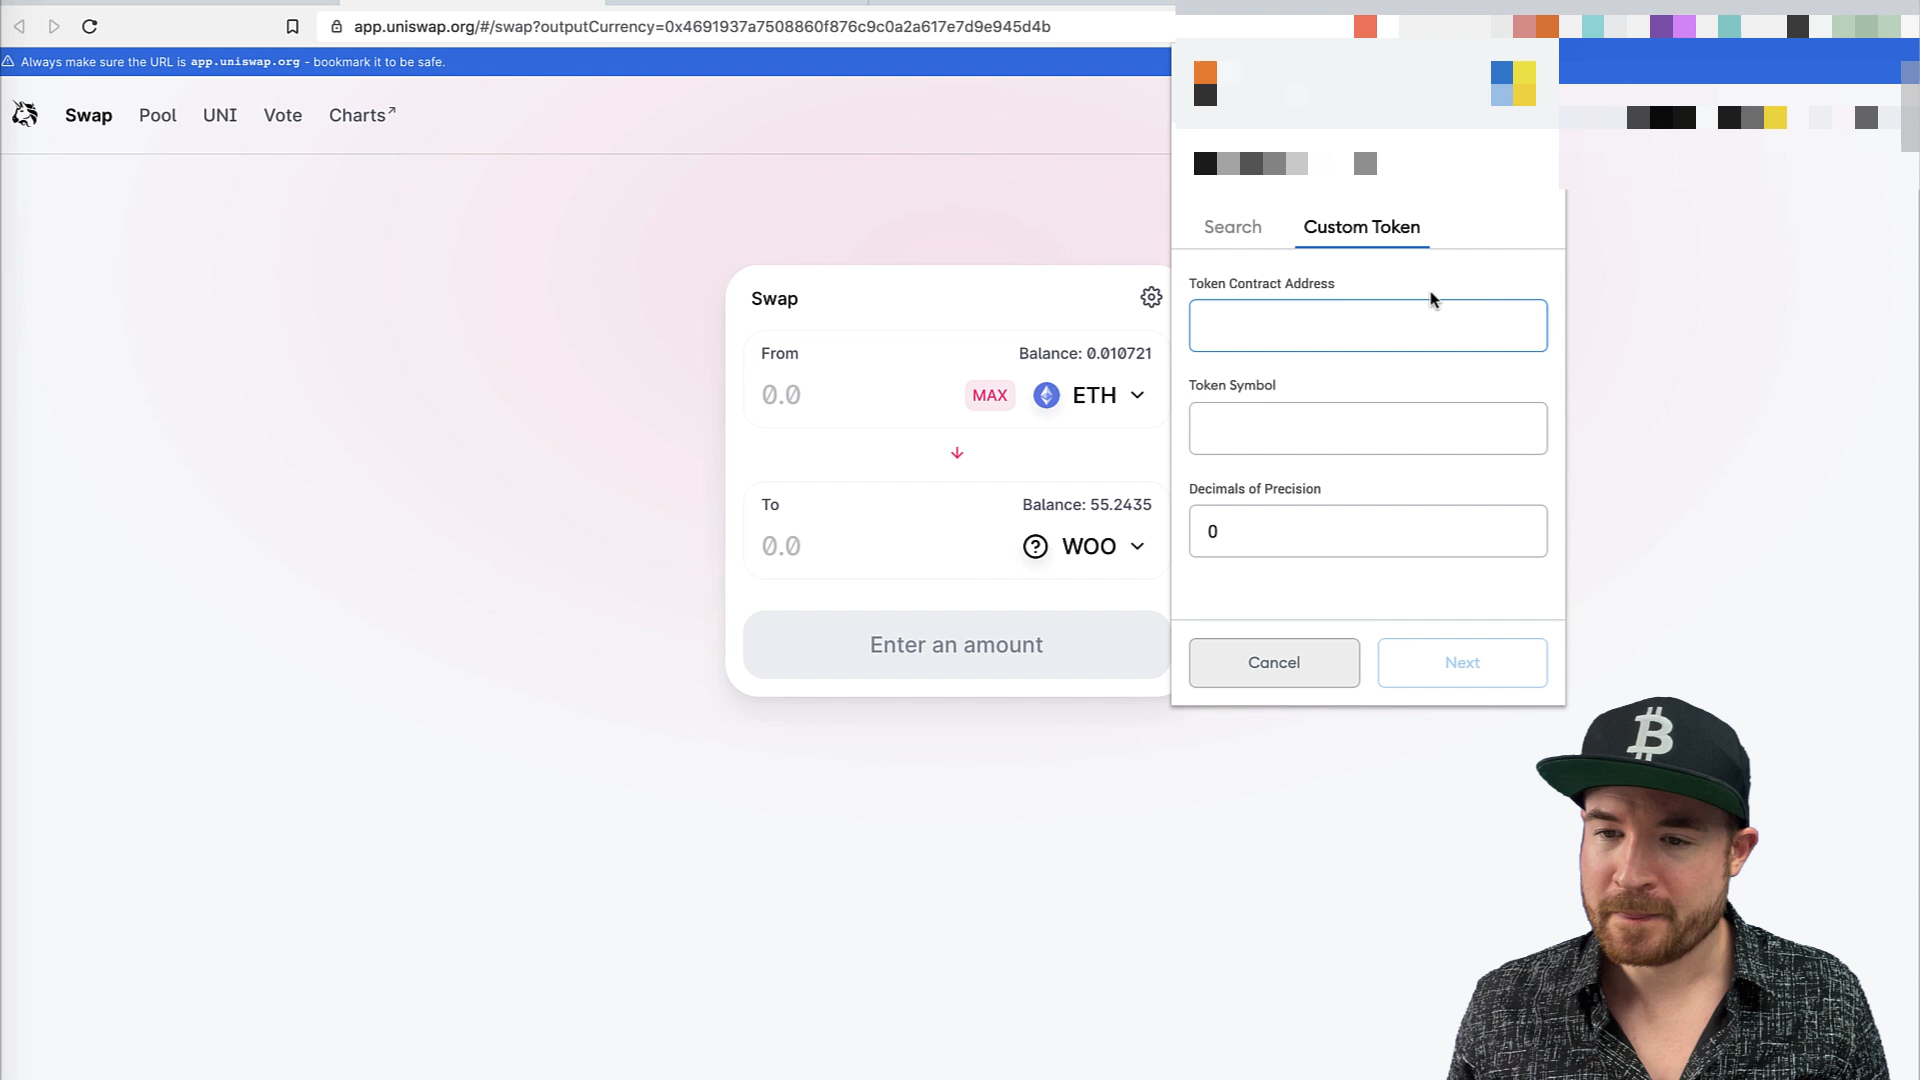 app.uniswap.org/#/swap?outputCurrency=0x4691937a7508860f876c9c0a2a617e7d9e945d4b
Always make sure the URL is app.uniswap.org - bookmark it to be safe.
Swap Pool UNI Vote Charts↗
Swap
From Balance: 0.010721
0.0 MAX ETH
To Balance: 55.2435
0.0 WOO
Enter an amount
Search Custom Token
Token Contract Address
Token Symbol
Decimals of Precision
0
Cancel Next